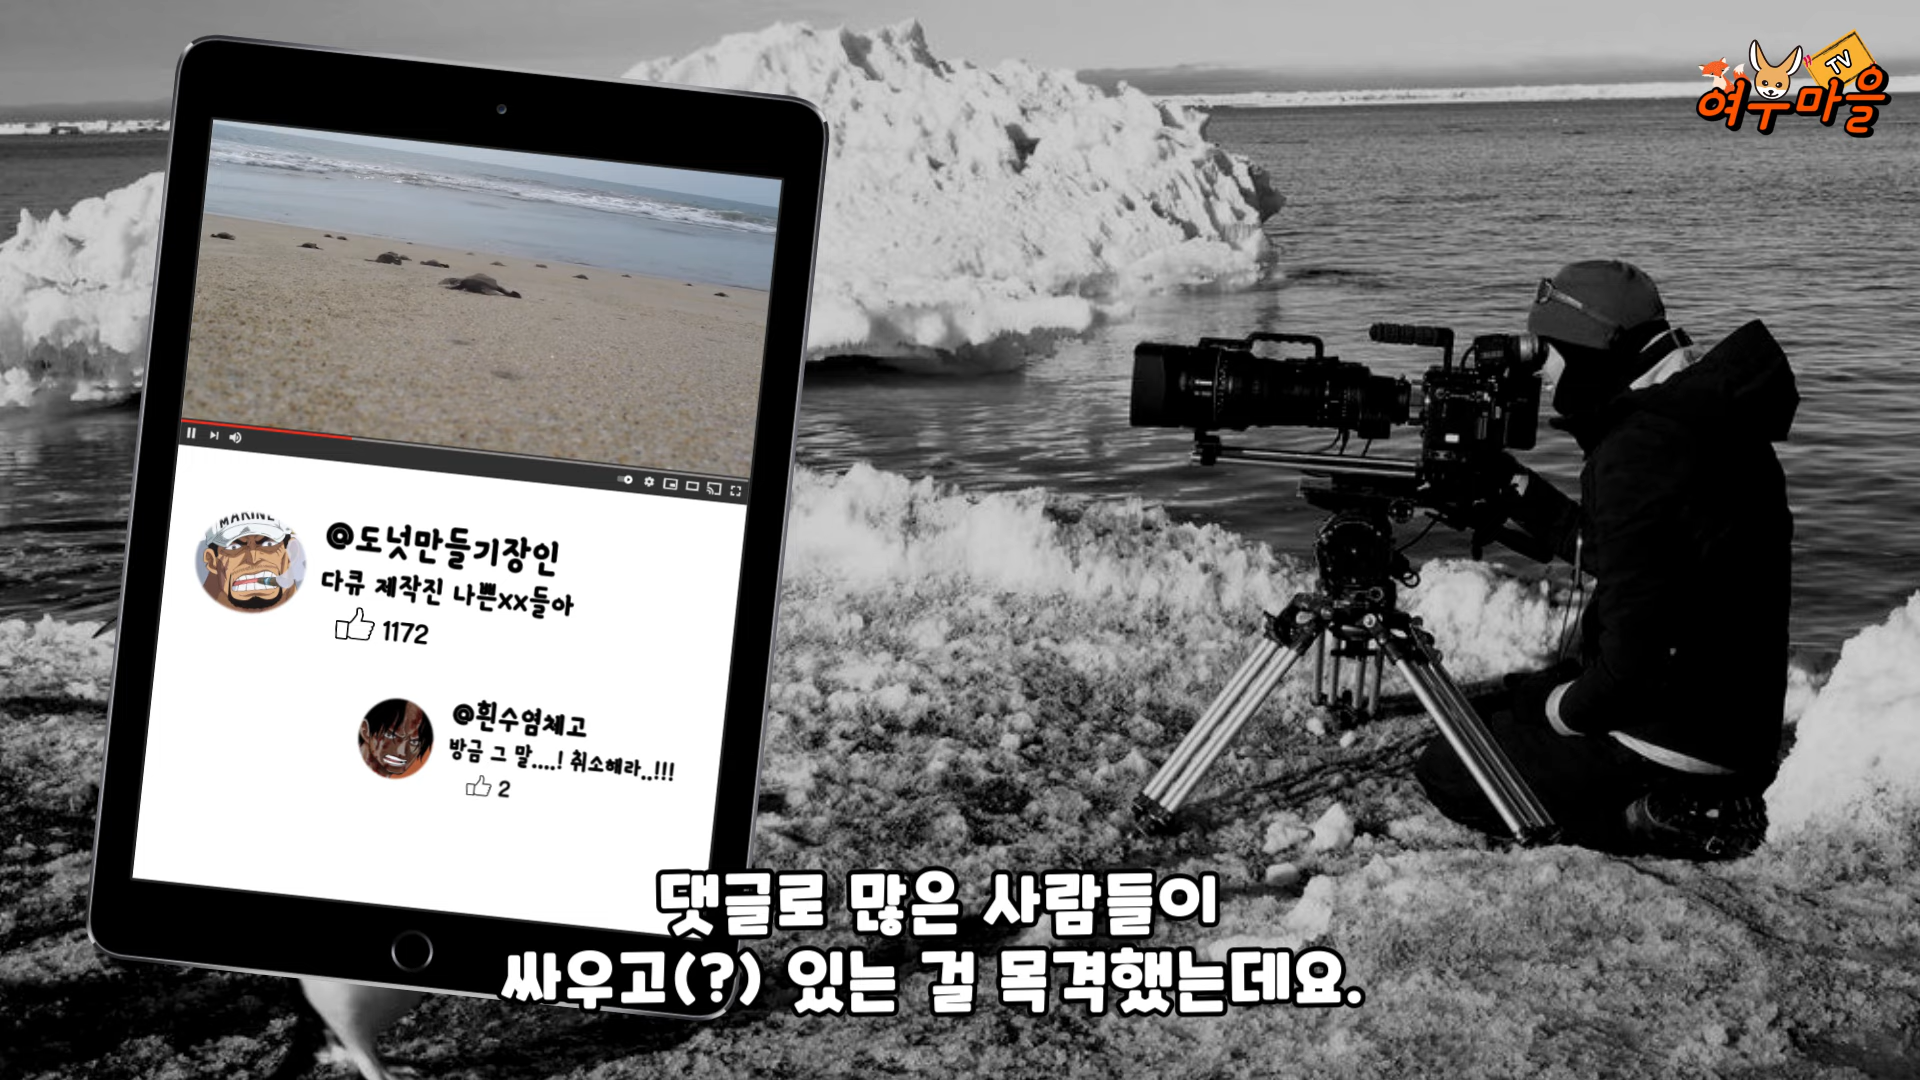 TV
여우마을
MARINE
@도넛만들기장인
다큐 제작진 나쁜xx들아
1172
@흰수염체고
방금 그 말....! 취소해라..!!!
2
댓글로 많은 사람들이
싸우고(?) 있는 걸 목격했는데요.